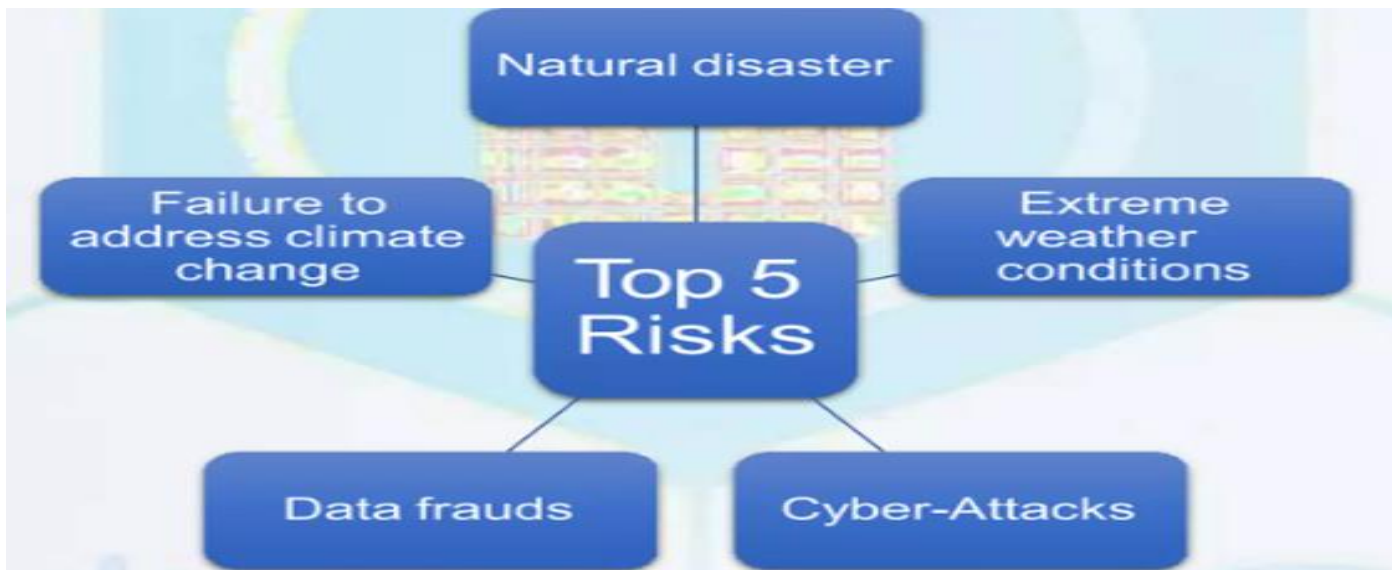 Natural disaster
Failure to
address climate
change
Extreme
weather
conditions
Top 5
Risks
Data frauds
Cyber-Attacks